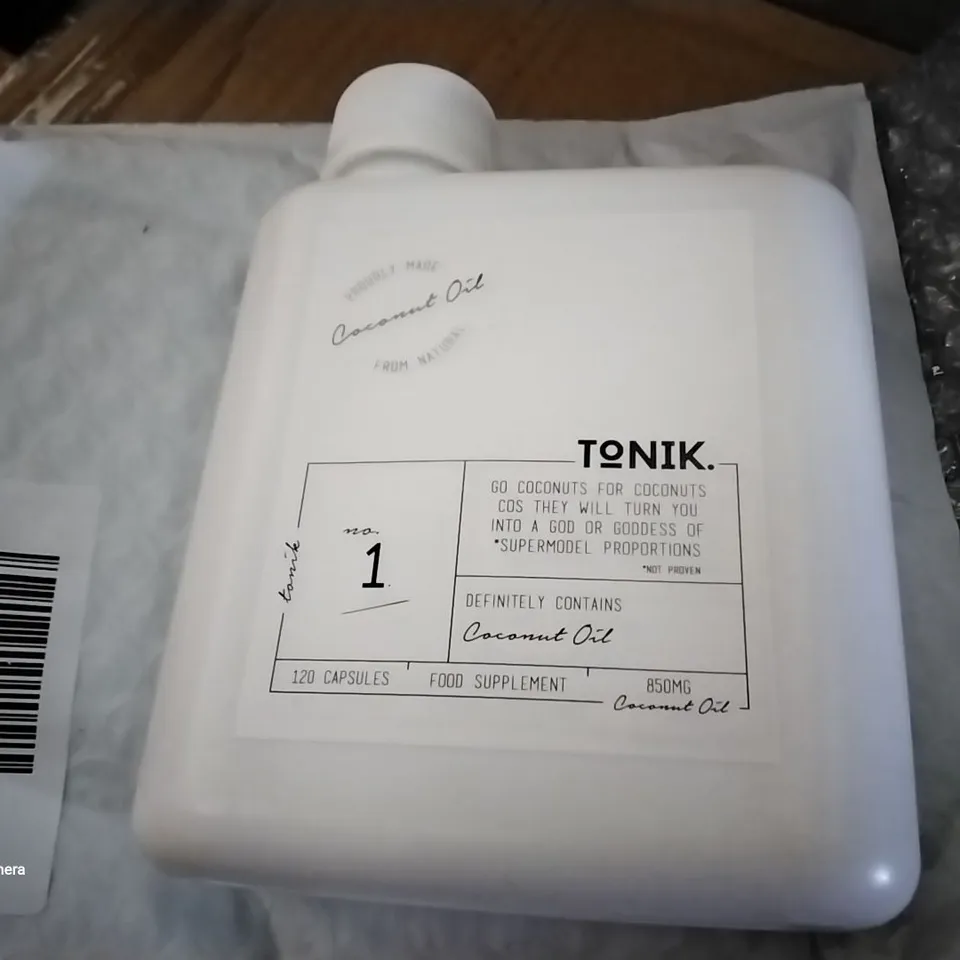 PROUDLY MADE
Coconut Oil
FROM NATURAL
TONIK.
GO COCONUTS FOR COCONUTS
COS THEY WILL TURN YOU
INTO A GOD OR GODDESS OF
*SUPERMODEL PROPORTIONS
*NOT PROVEN
tonik
no.
1
DEFINITELY CONTAINS
Coconut Oil
120 CAPSULES
FOOD SUPPLEMENT
850MG
Coconut Oil